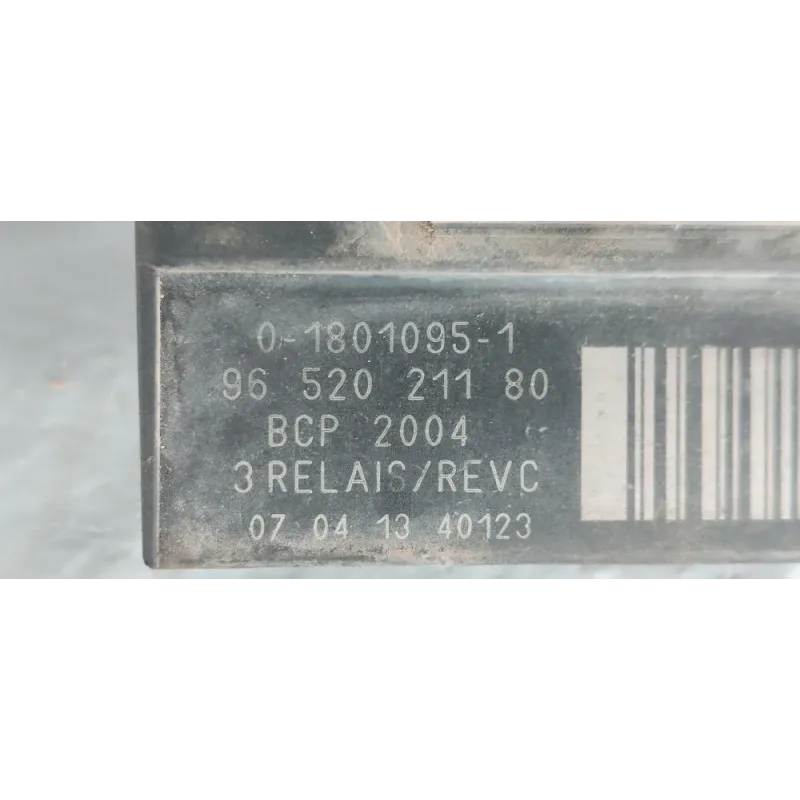 0-1801095-1
96 520 211 80
BCP 2004
3 RELAIS/REVC
07 04 13 40123